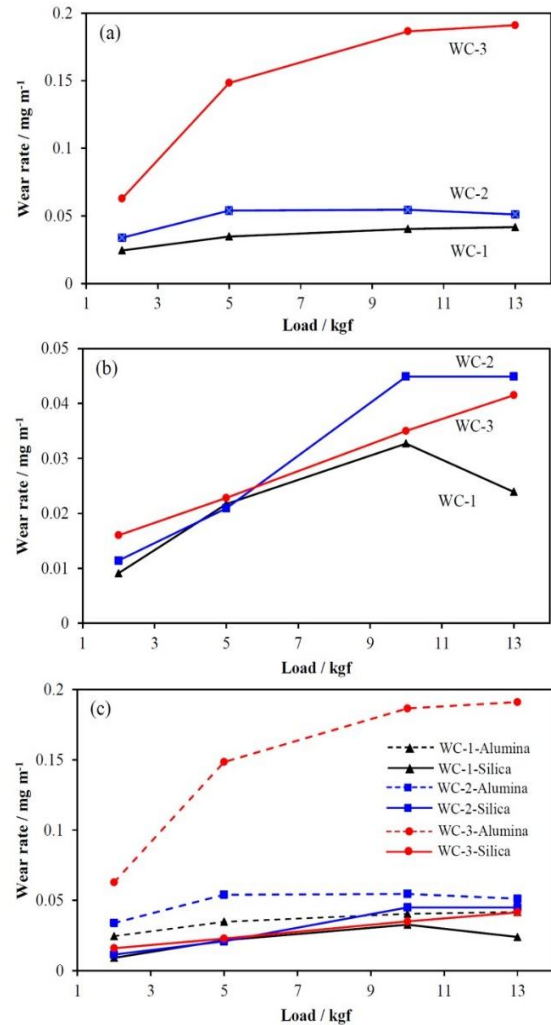 0.2
(a)
WC-3
0.15
0.1
WC-2
0.05
WC-1
0
1 3 5 7 9 11 13
Wear rate / mg m⁻¹
Load / kgf
0.05
(b)
WC-2
0.04
WC-3
0.03
WC-1
0.02
0.01
0
1 3 5 7 9 11 13
Wear rate / mg m⁻¹
Load / kgf
0.2
(c)
WC-1-Alumina
0.15
WC-1-Silica
WC-2-Alumina
WC-2-Silica
0.1
WC-3-Alumina
WC-3-Silica
0.05
0
1 3 5 7 9 11 13
Wear rate / mg m⁻¹
Load / kgf